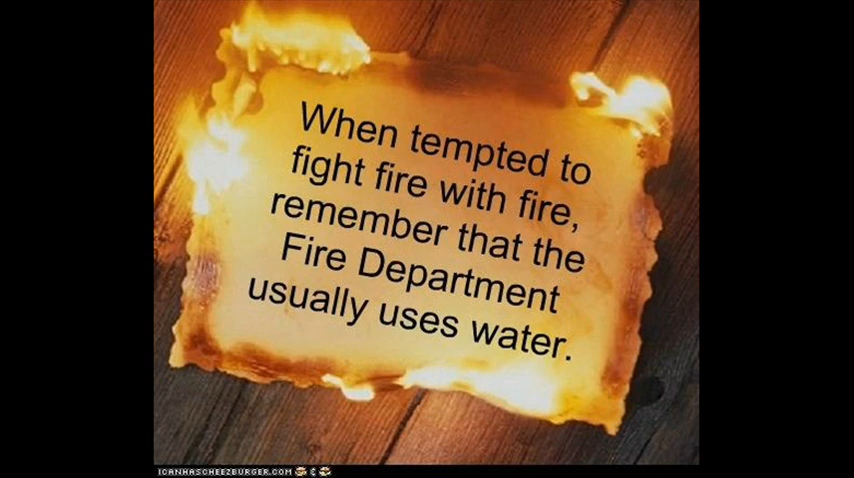 When tempted to
fight fire with fire,
remember that the
Fire Department
usually uses water.
ICANHASCHEEZBURGER.COM